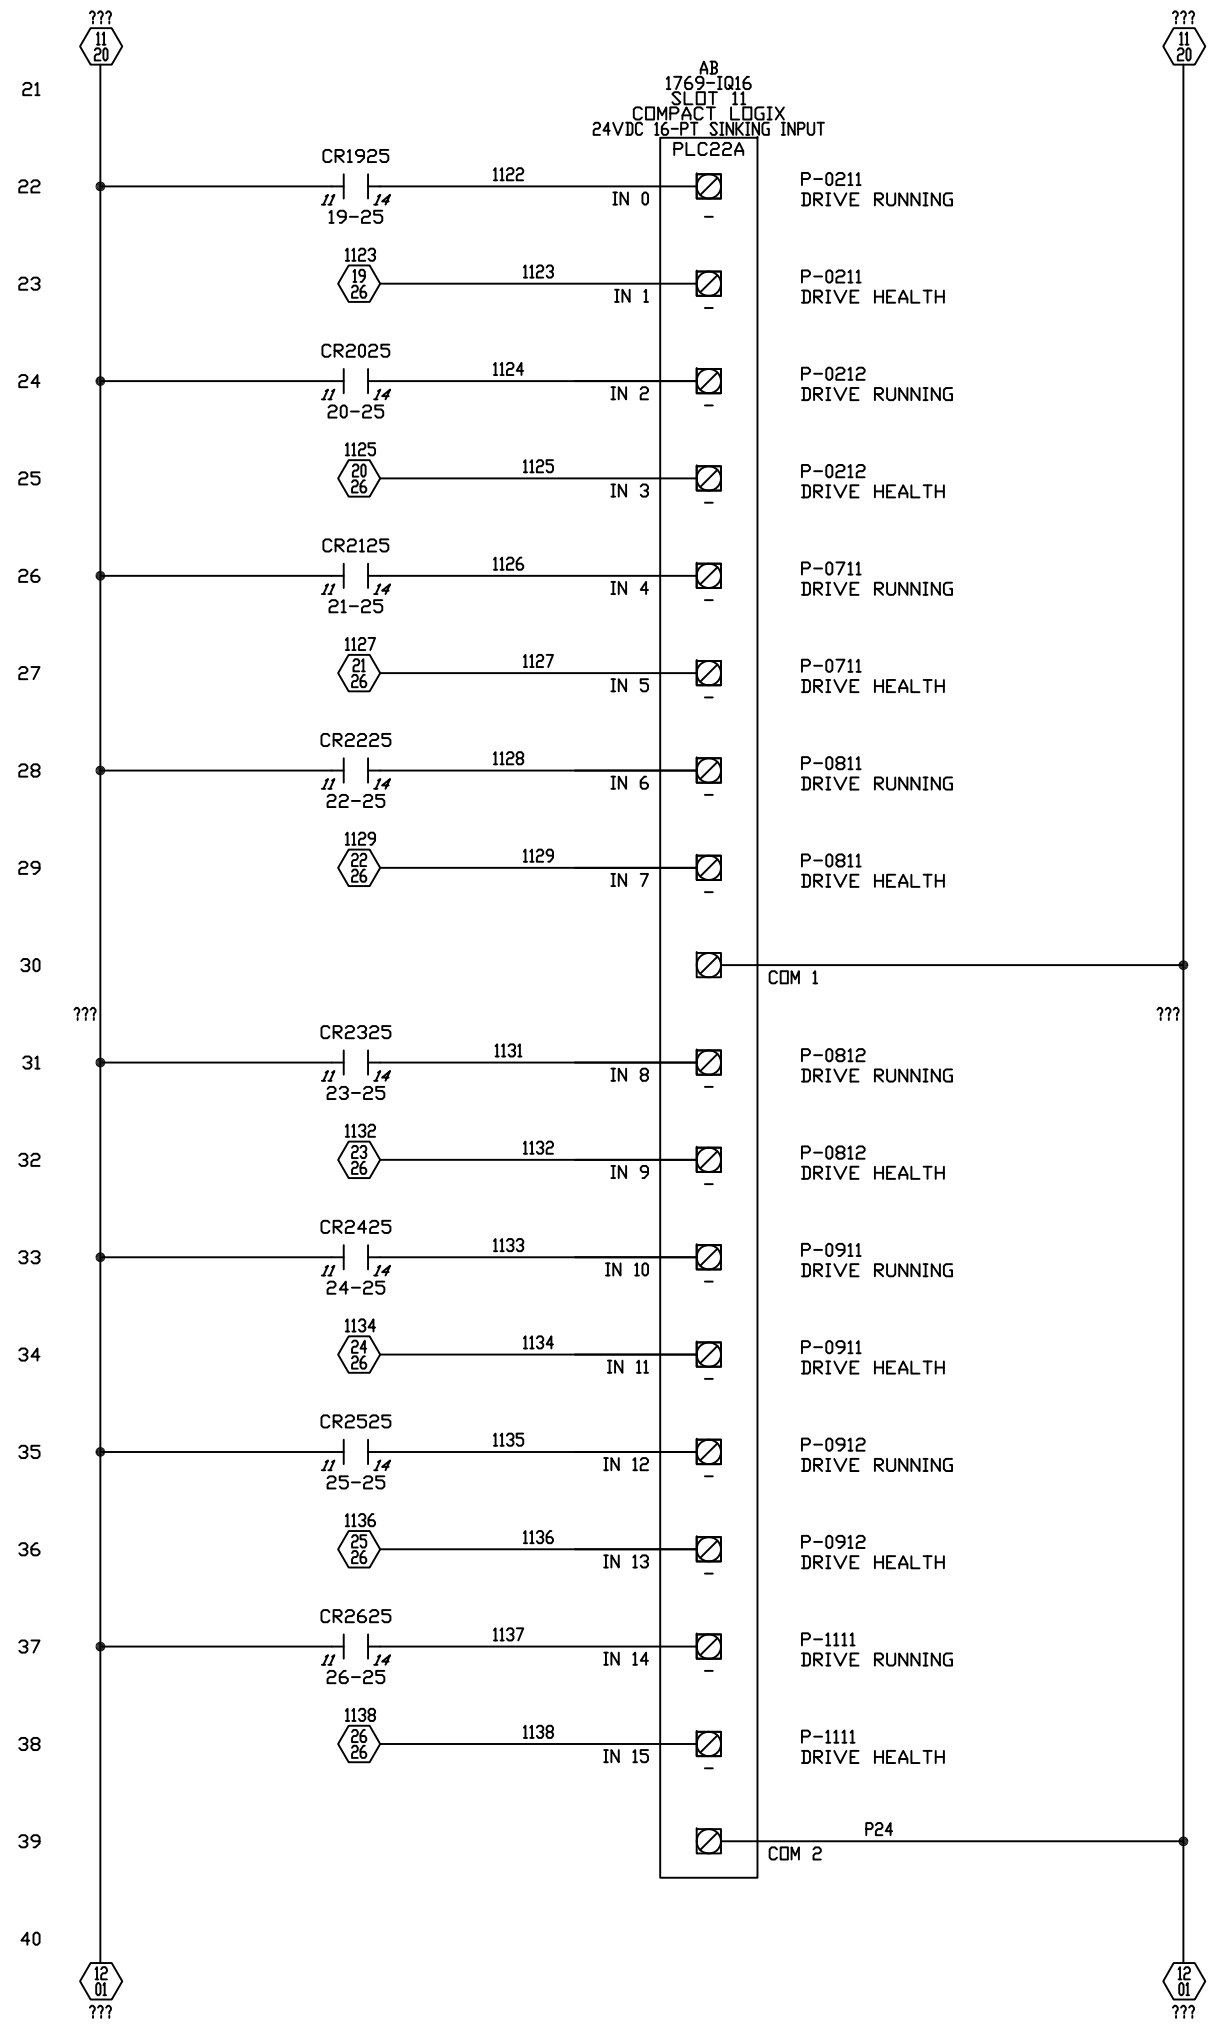 ???
11
20
???
11
20
21
AB
1769-IQ16
SLOT 11
COMPACT LOGIX
24VDC 16-PT SINKING INPUT
PLC22A
22
CR1925
11
14
19-25
1122
IN 0
-
P-0211
DRIVE RUNNING
23
1123
19
26
1123
IN 1
-
P-0211
DRIVE HEALTH
24
CR2025
11
14
20-25
1124
IN 2
-
P-0212
DRIVE RUNNING
25
1125
20
26
1125
IN 3
-
P-0212
DRIVE HEALTH
26
CR2125
11
14
21-25
1126
IN 4
-
P-0711
DRIVE RUNNING
27
1127
21
26
1127
IN 5
-
P-0711
DRIVE HEALTH
28
CR2225
11
14
22-25
1128
IN 6
-
P-0811
DRIVE RUNNING
29
1129
22
26
1129
IN 7
-
P-0811
DRIVE HEALTH
30
COM 1
???
???
31
CR2325
11
14
23-25
1131
IN 8
-
P-0812
DRIVE RUNNING
32
1132
23
26
1132
IN 9
-
P-0812
DRIVE HEALTH
33
CR2425
11
14
24-25
1133
IN 10
-
P-0911
DRIVE RUNNING
34
1134
24
26
1134
IN 11
-
P-0911
DRIVE HEALTH
35
CR2525
11
14
25-25
1135
IN 12
-
P-0912
DRIVE RUNNING
36
1136
25
26
1136
IN 13
-
P-0912
DRIVE HEALTH
37
CR2625
11
14
26-25
1137
IN 14
-
P-1111
DRIVE RUNNING
38
1138
26
26
1138
IN 15
-
P-1111
DRIVE HEALTH
39
P24
COM 2
40
12
01
???
12
01
???